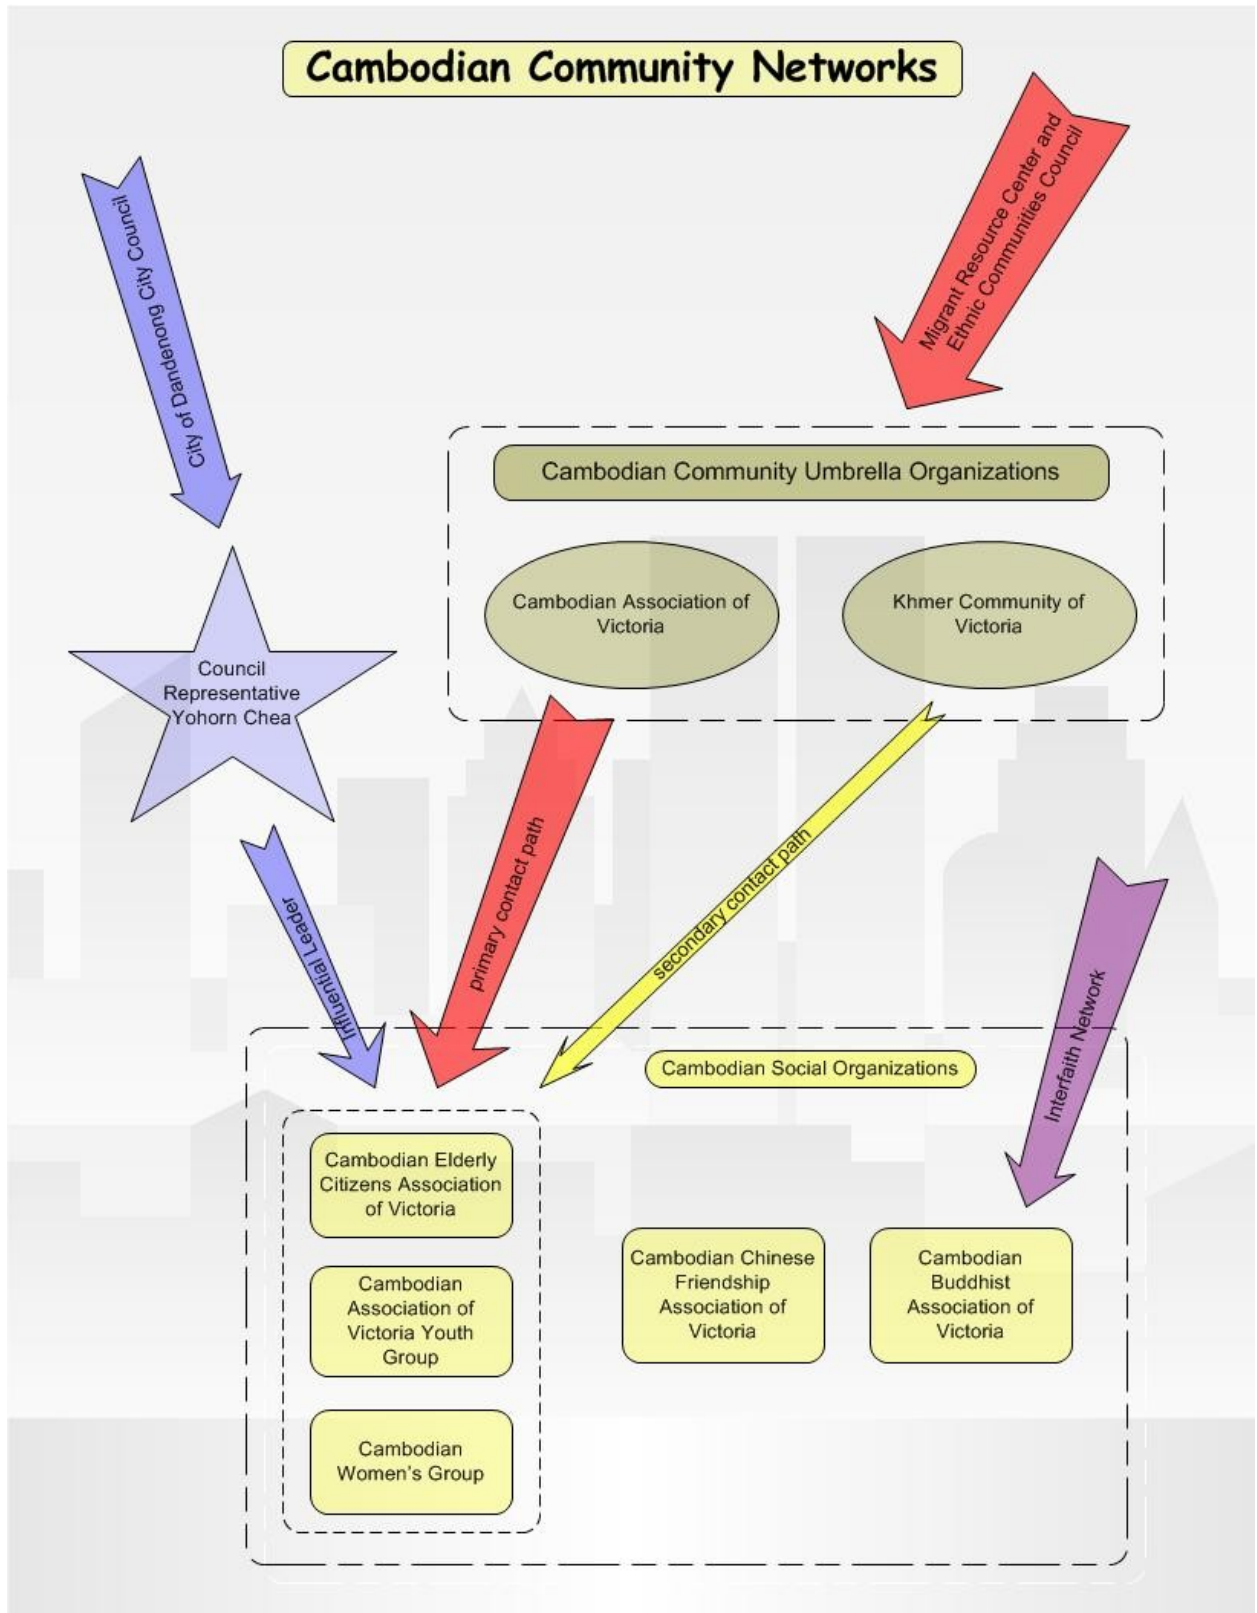 Cambodian Community Networks
City of Dandenong City Council
Migrant Resource Center and
Ethnic Communities Council
Cambodian Community Umbrella Organizations
Cambodian Association of
Victoria
Khmer Community of
Victoria
Council
Representative
Yohorn Chea
Influential Leader
primary contact path
secondary contact path
Interfaith Network
Cambodian Social Organizations
Cambodian Elderly
Citizens Association
of Victoria
Cambodian
Association of
Victoria Youth
Group
Cambodian
Women's Group
Cambodian Chinese
Friendship
Association of
Victoria
Cambodian
Buddhist
Association of
Victoria